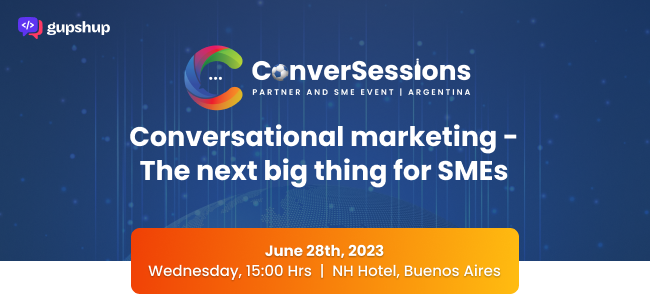 gupshup
ConverSessions
PARTNER AND SME EVENT | ARGENTINA
Conversational marketing -
The next big thing for SMEs
June 28th, 2023
Wednesday, 15:00 Hrs | NH Hotel, Buenos Aires